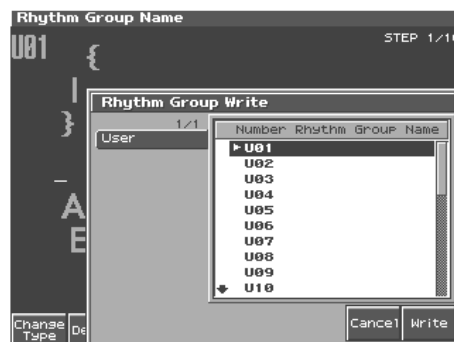 Rhythm Group Name
U01 {
STEP 1/1
|
}
_
A
E
Rhythm Group Write
1/1
User
Number Rhythm Group Name
►U01
U02
U03
U04
U05
U06
U07
U08
U09
U10
Change Type
De
Cancel
Write